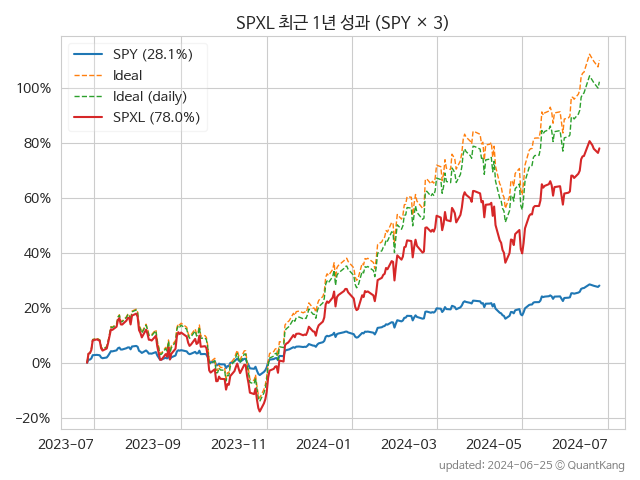 SPXL 최근 1년 성과 (SPY × 3)
SPY (28.1%)
Ideal
Ideal (daily)
SPXL (78.0%)
100%
80%
60%
40%
20%
0%
−20%
2023-07 2023-09 2023-11 2024-01 2024-03 2024-05 2024-07
updated: 2024-06-25 © QuantKang